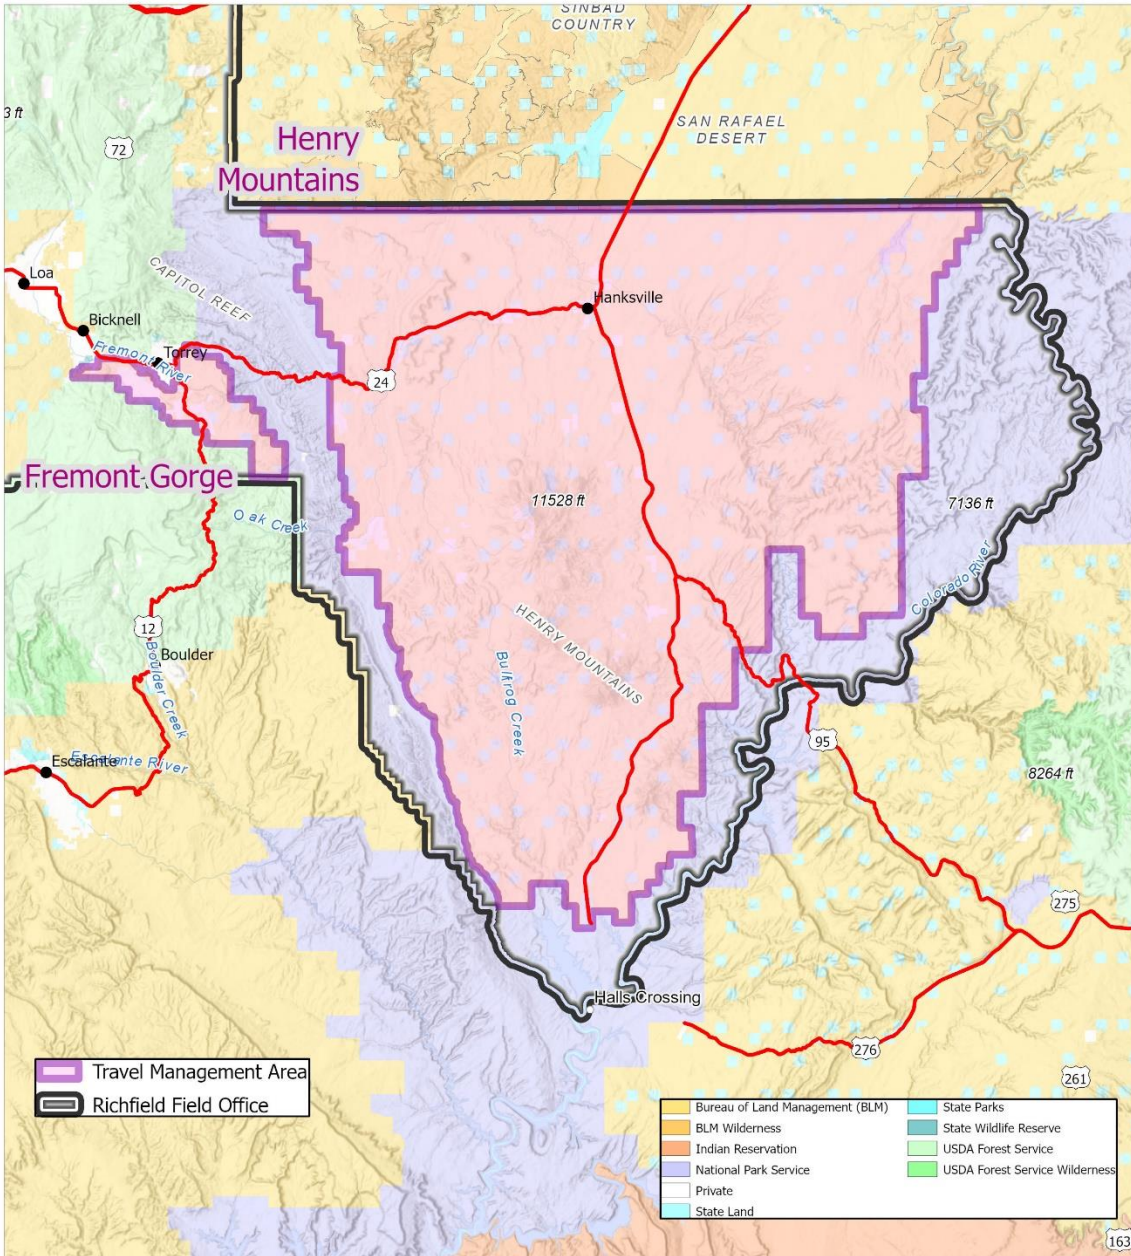 SINBAD
COUNTRY
3 ft
72
Henry
Mountains
SAN RAFAEL
DESERT
Loa
CAPITOL REEF
Hanksville
Bicknell
Torrey
Fremont River
24
Fremont Gorge
11528 ft
7136 ft
Oak Creek
Colorado River
HENRY MOUNTAINS
12
Boulder
Boulder Creek
Bullfrog Creek
95
Escalante
Escalante River
8264 ft
275
Halls Crossing
276
261
Travel Management Area
Richfield Field Office
Bureau of Land Management (BLM)
BLM Wilderness
Indian Reservation
National Park Service
Private
State Land
State Parks
State Wildlife Reserve
USDA Forest Service
USDA Forest Service Wilderness
163